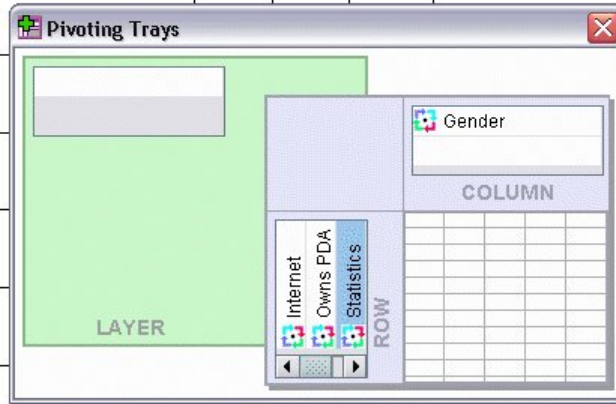 Pivoting Trays
Gender
COLUMN
Internet
Owns PDA
Statistics
ROW
LAYER